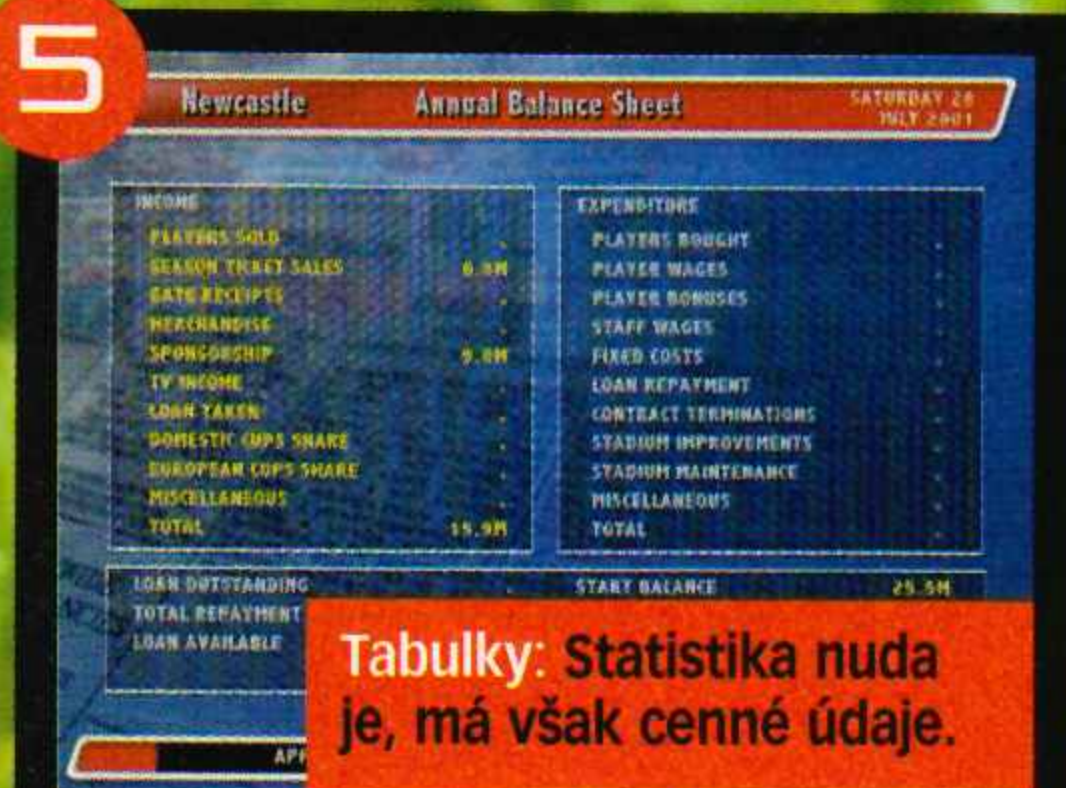 5
Newcastle Annual Balance Sheet SATURDAY 28 JULY 2001
INCOME
PLAYERS SOLD -
SEASON TICKET SALES 6.9M
GATE RECEIPTS -
MERCHANDISE -
SPONSORSHIP 9.0M
TV INCOME -
LOAN TAKEN -
DOMESTIC CUPS SHARE -
EUROPEAN CUPS SHARE -
MISCELLANEOUS -
TOTAL 15.9M
EXPENDITURE
PLAYERS BOUGHT -
PLAYER WAGES -
PLAYER BONUSES -
STAFF WAGES -
FIXED COSTS -
LOAN REPAYMENT -
CONTRACT TERMINATIONS -
STADIUM IMPROVEMENTS -
STADIUM MAINTENANCE -
MISCELLANEOUS -
TOTAL -
LOAN OUTSTANDING - START BALANCE 25.5M
TOTAL REPAYMENT
LOAN AVAILABLE
Tabulky: Statistika nuda
je, má však cenné údaje.